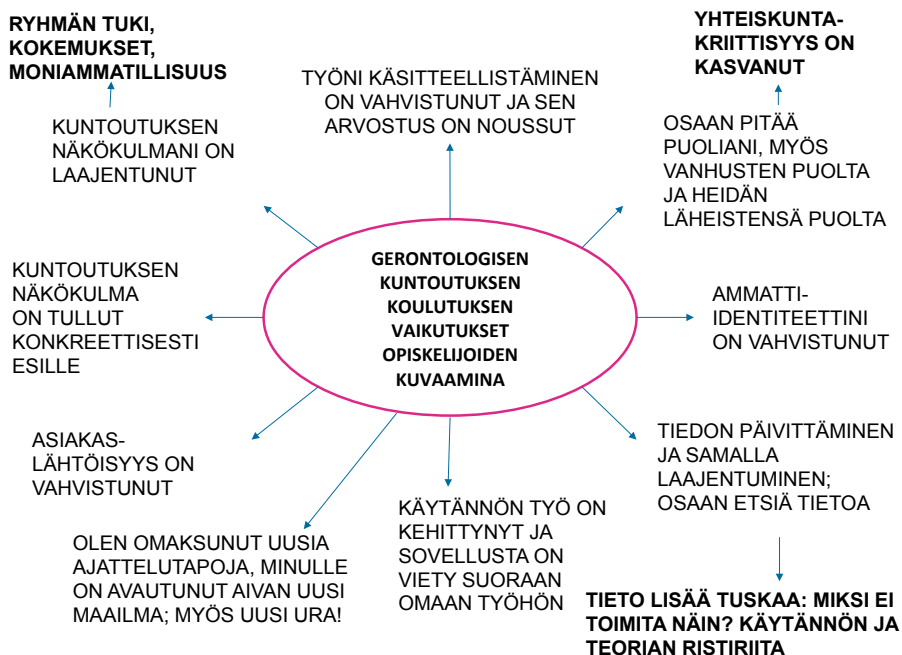 RYHMÄN TUKI,
KOKEMUKSET,
MONIAMMATILLISUUS
KUNTOUTUKSEN
NÄKÖKULMANI ON
LAAJENTUNUT
TYÖNI KÄSITTEELLISTÄMINEN
ON VAHVISTUNUT JA SEN
ARVOSTUS ON NOUSSUT
YHTEISKUNTA-
KRIITTISYYS ON
KASVANUT
OSAAN PITÄÄ
PUOLIANI, MYÖS
VANHUSTEN PUOLTA
JA HEIDÄN
LÄHEISTENSÄ PUOLTA
KUNTOUTUKSEN
NÄKÖKULMA
ON TULLUT
KONKREETTISESTI
ESILLE
GERONTOLOGISEN
KUNTOUTUKSEN
KOULUTUKSEN
VAIKUTUKSET
OPISKELIJOIDEN
KUVAAMINA
AMMATTI-
IDENTITEETTINI
ON VAHVISTUNUT
ASIAKAS-
LÄHTÖISYYS ON
VAHVISTUNUT
OLEN OMAKSUNUT UUSIA
AJATTELUTAPOJA, MINULLE
ON AVAUTUNUT AIVAN UUSI
MAAILMA; MYÖS UUSI URA!
KÄYTÄNNÖN TYÖ ON
KEHITTYNYT JA
SOVELLUSTA ON
VIETY SUORAAN
OMAAN TYÖHÖN
TIEDON PÄIVITTÄMINEN
JA SAMALLA
LAAJENTUMINEN;
OSAAN ETSIÄ TIETOA
TIETO LISÄÄ TUSKAA: MIKSI EI
TOIMITA NÄIN? KÄYTÄNNÖN JA
TEORIAN RISTIRIITA